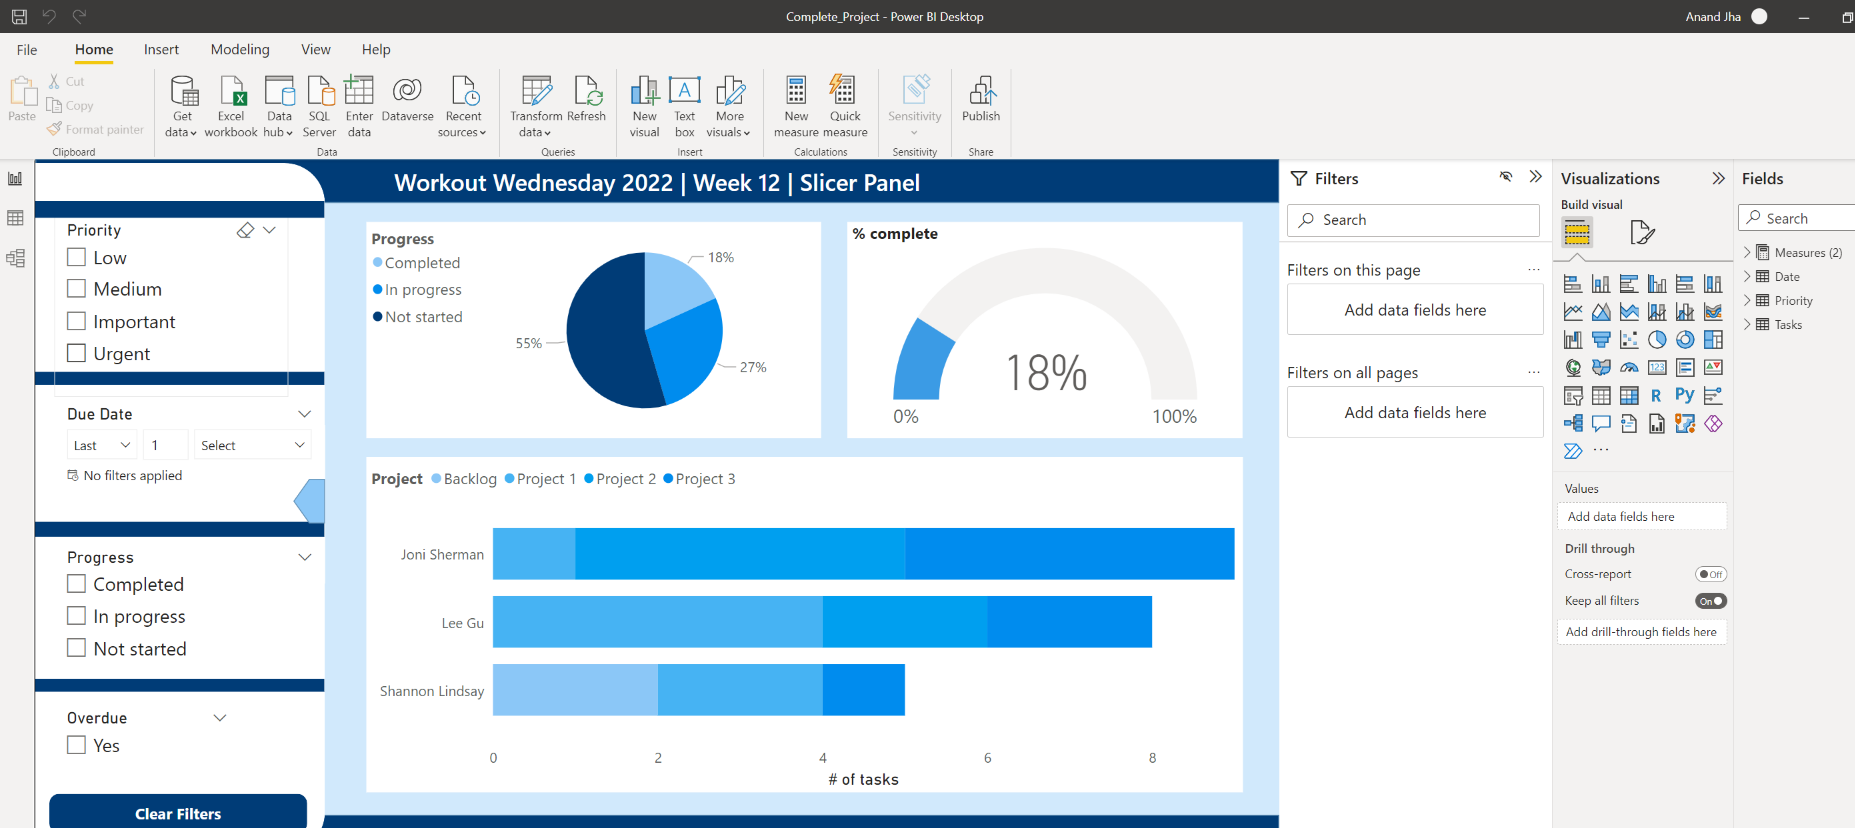 Complete_Project - Power BI Desktop
Anand Jha
File Home Insert Modeling View Help
Paste
Cut
Copy
Format painter
Clipboard
Get data
Excel workbook
Data hub
SQL Server
Enter data
Dataverse
Recent sources
Data
Transform data
Refresh
Queries
New visual
Text box
More visuals
Insert
New measure
Quick measure
Calculations
Sensitivity
Sensitivity
Publish
Share
Workout Wednesday 2022 | Week 12 | Slicer Panel
Priority
Low
Medium
Important
Urgent
Due Date
Last 1 Select
No filters applied
Progress
Completed
In progress
Not started
Overdue
Yes
Clear Filters
Progress
Completed
In progress
Not started
18%
55%
27%
% complete
18%
0% 100%
Project Backlog Project 1 Project 2 Project 3
Joni Sherman
Lee Gu
Shannon Lindsay
0 2 4 6 8
# of tasks
Filters
Search
Filters on this page ...
Add data fields here
Filters on all pages ...
Add data fields here
Visualizations
Build visual
123
R Py
...
Values
Add data fields here
Drill through
Cross-report Off
Keep all filters On
Add drill-through fields here
Fields
Search
Measures (2)
Date
Priority
Tasks